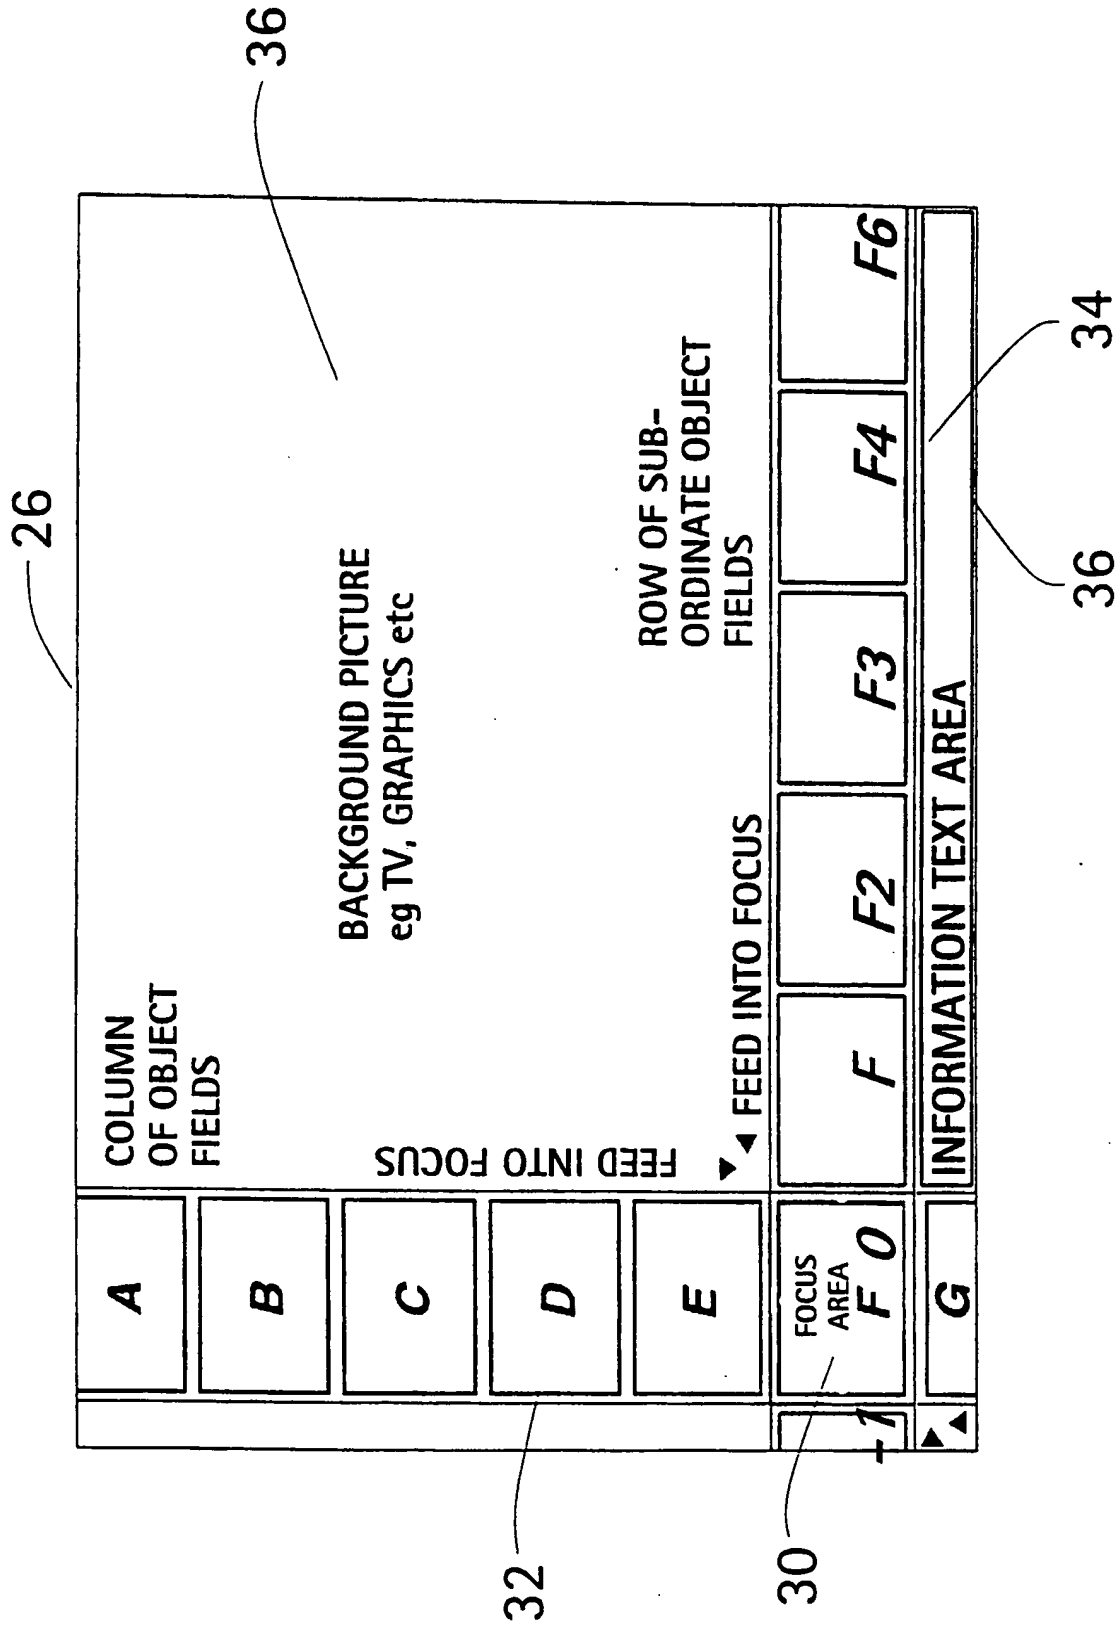 26
36
COLUMN
OF OBJECT
FIELDS
BACKGROUND PICTURE
eg TV, GRAPHICS etc
ROW OF SUB-
ORDINATE OBJECT
FIELDS
A
B
C
D
E
FEED INTO FOCUS
FEED INTO FOCUS
32
-1
FOCUS
AREA
F 0
F
F2
F3
F4
F6
G
INFORMATION TEXT AREA
30
34
36